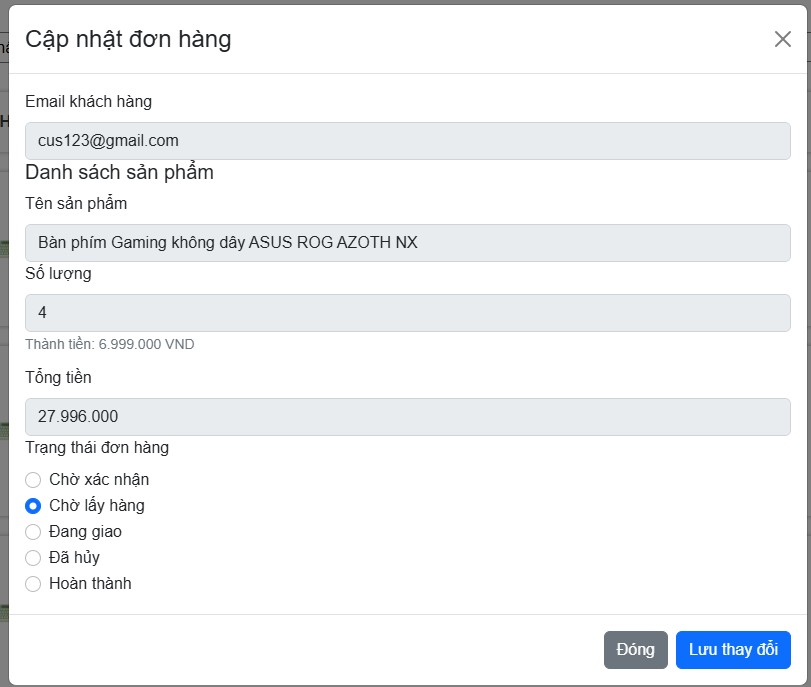 Cập nhật đơn hàng
Email khách hàng
cus123@gmail.com
Danh sách sản phẩm
Tên sản phẩm
Bàn phím Gaming không dây ASUS ROG AZOTH NX
Số lượng
4
Thành tiền: 6.999.000 VND
Tổng tiền
27.996.000
Trạng thái đơn hàng
Chờ xác nhận
Chờ lấy hàng
Đang giao
Đã hủy
Hoàn thành
Đóng Lưu thay đổi